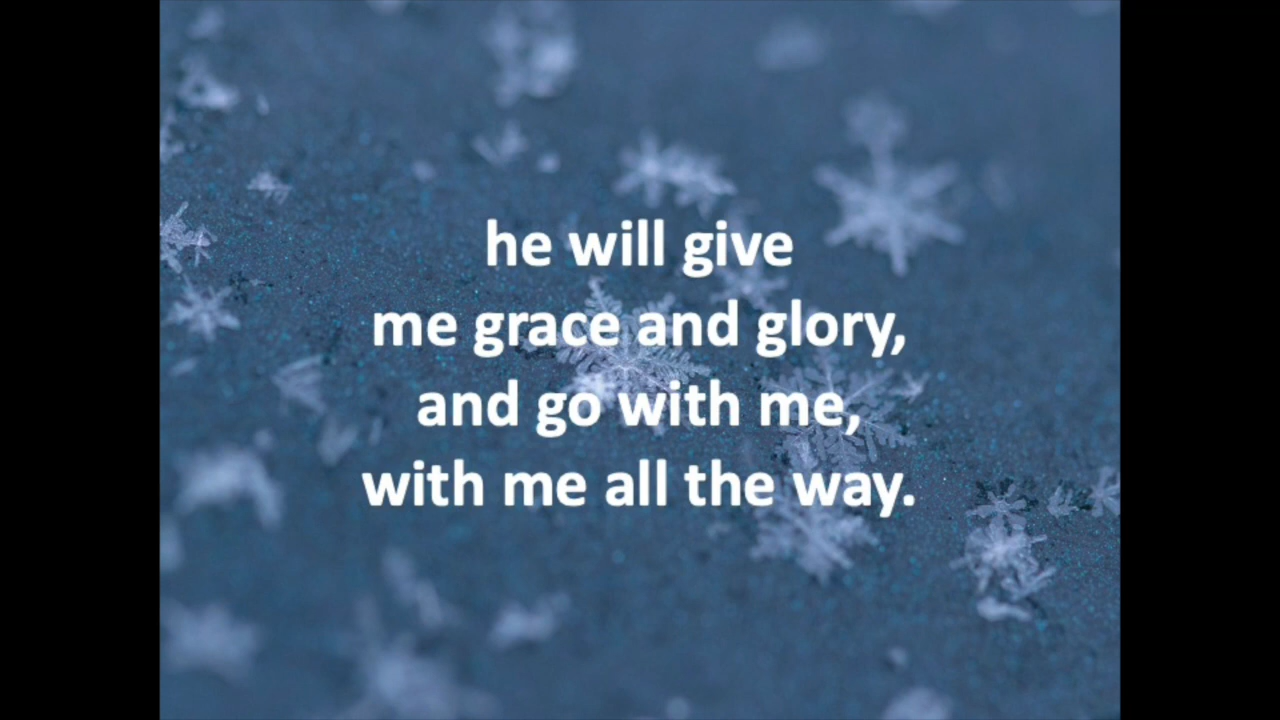 he will give
me grace and glory,
and go with me,
with me all the way.